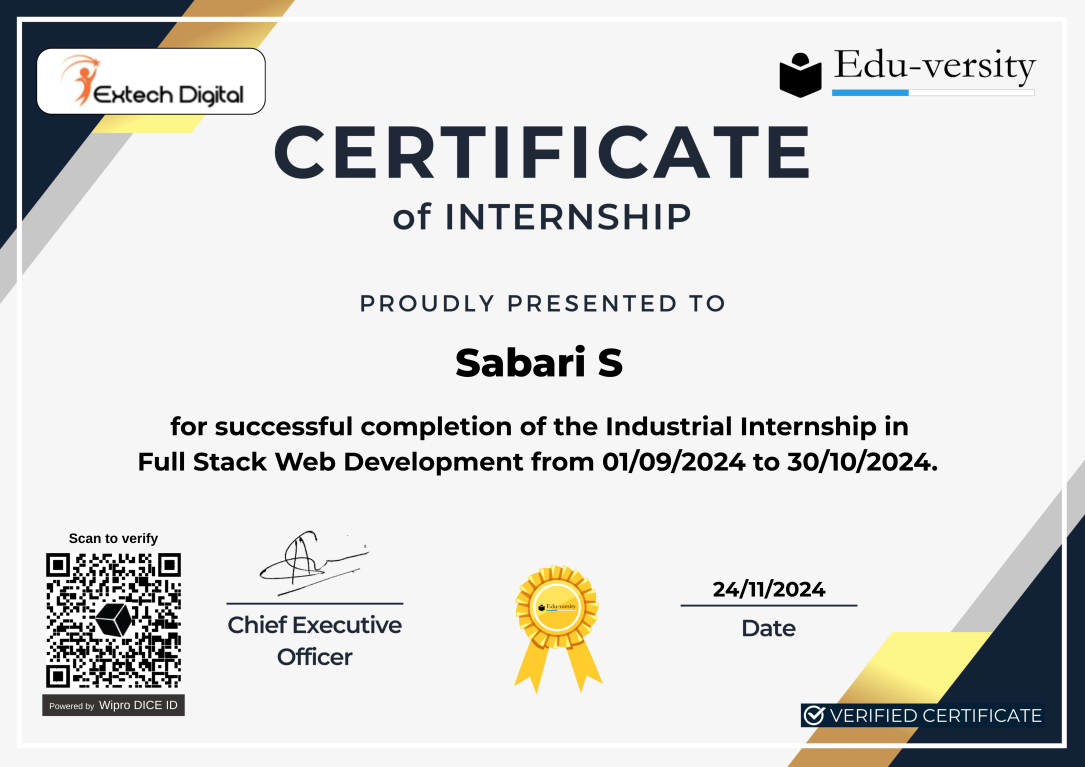 Extech Digital
Edu-versity
CERTIFICATE
of INTERNSHIP
PROUDLY PRESENTED TO
Sabari S
for successful completion of the Industrial Internship in
Full Stack Web Development from 01/09/2024 to 30/10/2024.
Scan to verify
Powered by Wipro DICE ID
Chief Executive
Officer
Edu-versity
24/11/2024
Date
VERIFIED CERTIFICATE